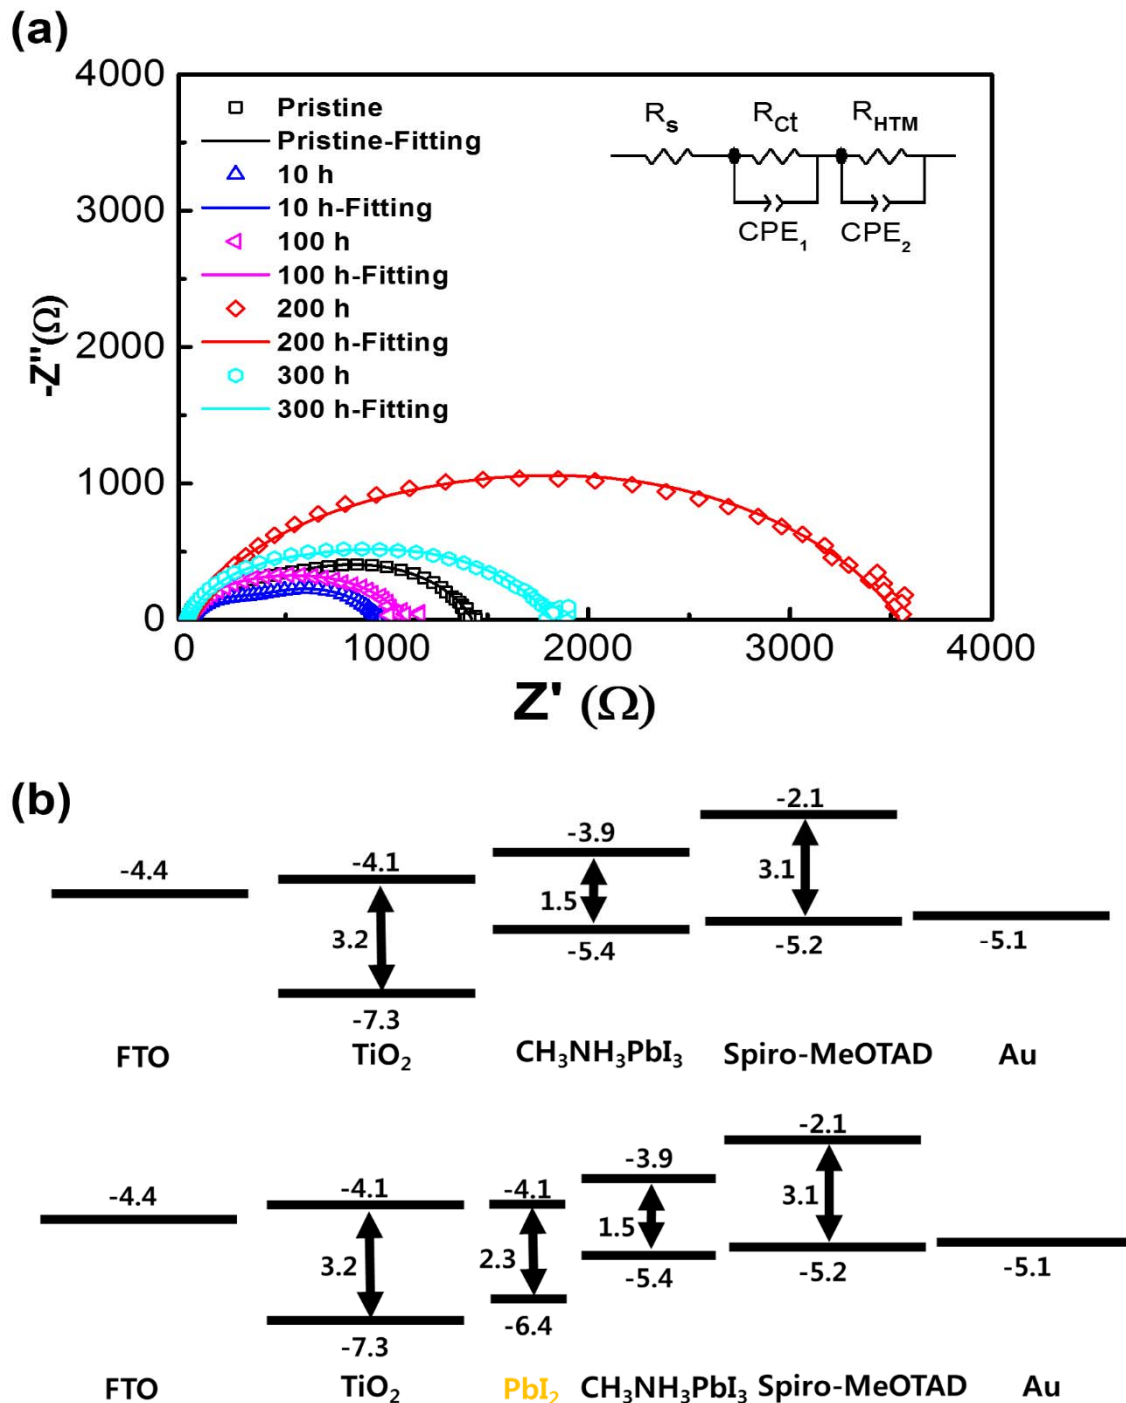 (a)
4000
3000
2000
1000
0
-Z''(Ω)
Pristine
Pristine-Fitting
10 h
10 h-Fitting
100 h
100 h-Fitting
200 h
200 h-Fitting
300 h
300 h-Fitting
Rs RCt RHTM
CPE1 CPE2
0 1000 2000 3000 4000
Z' (Ω)
(b)
-2.1
-3.9
-4.4 -4.1
3.1
1.5
3.2
-5.4 -5.2 -5.1
-7.3
FTO TiO2 CH3NH3PbI3 Spiro-MeOTAD Au
-2.1
-3.9
-4.4 -4.1 -4.1
3.1
1.5
3.2 2.3
-5.4 -5.2 -5.1
-6.4
-7.3
FTO TiO2 PbI2 CH3NH3PbI3 Spiro-MeOTAD Au